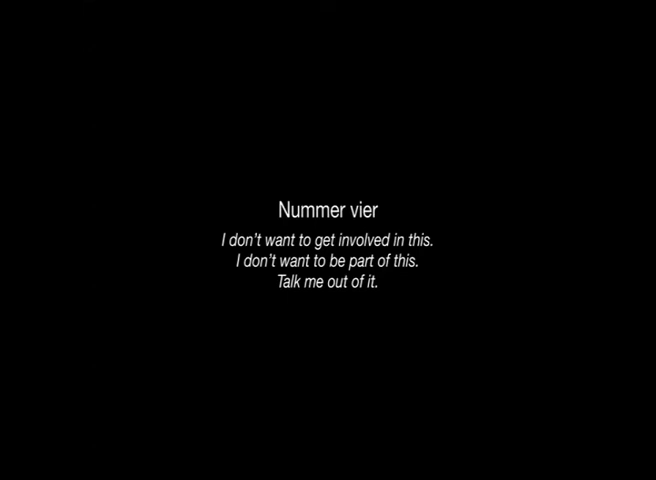 Nummer vier
I don't want to get involved in this.
I don't want to be part of this.
Talk me out of it.